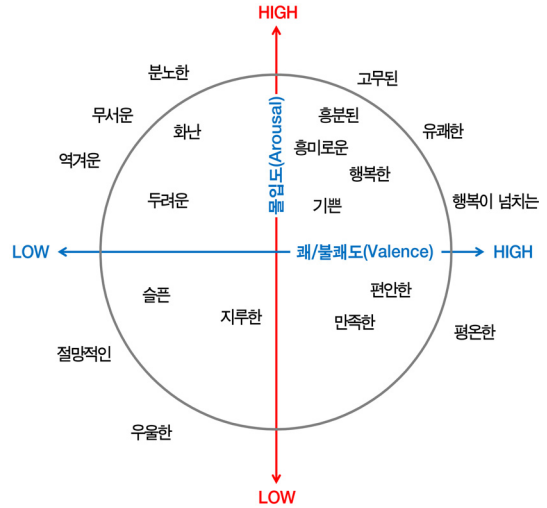 HIGH
분노한
고무된
무서운
흥분된
화난
유쾌한
흥미로운
역겨운
행복한
두려운
기쁜
행복이 넘치는
몰입도(Arousal)
LOW
쾌/불쾌도(Valence)
HIGH
슬픈
편안한
지루한
만족한
평온한
절망적인
우울한
LOW